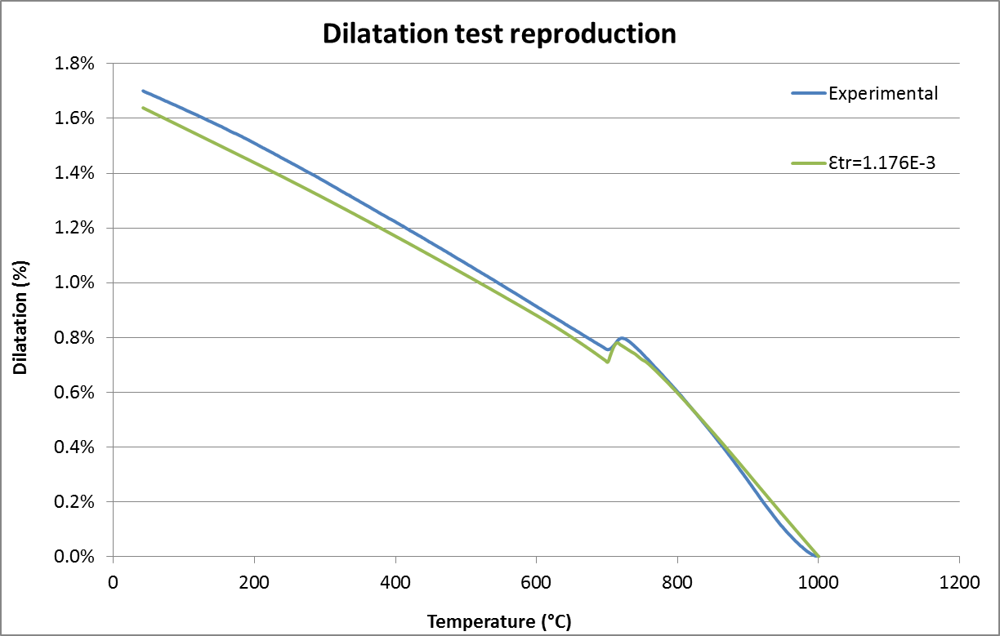 Dilatation test reproduction
1.8%
1.6%
1.4%
1.2%
1.0%
0.8%
0.6%
0.4%
0.2%
0.0%
Dilatation (%)
Experimental
Ɛtr=1.176E-3
0 200 400 600 800 1000 1200
Temperature (°C)